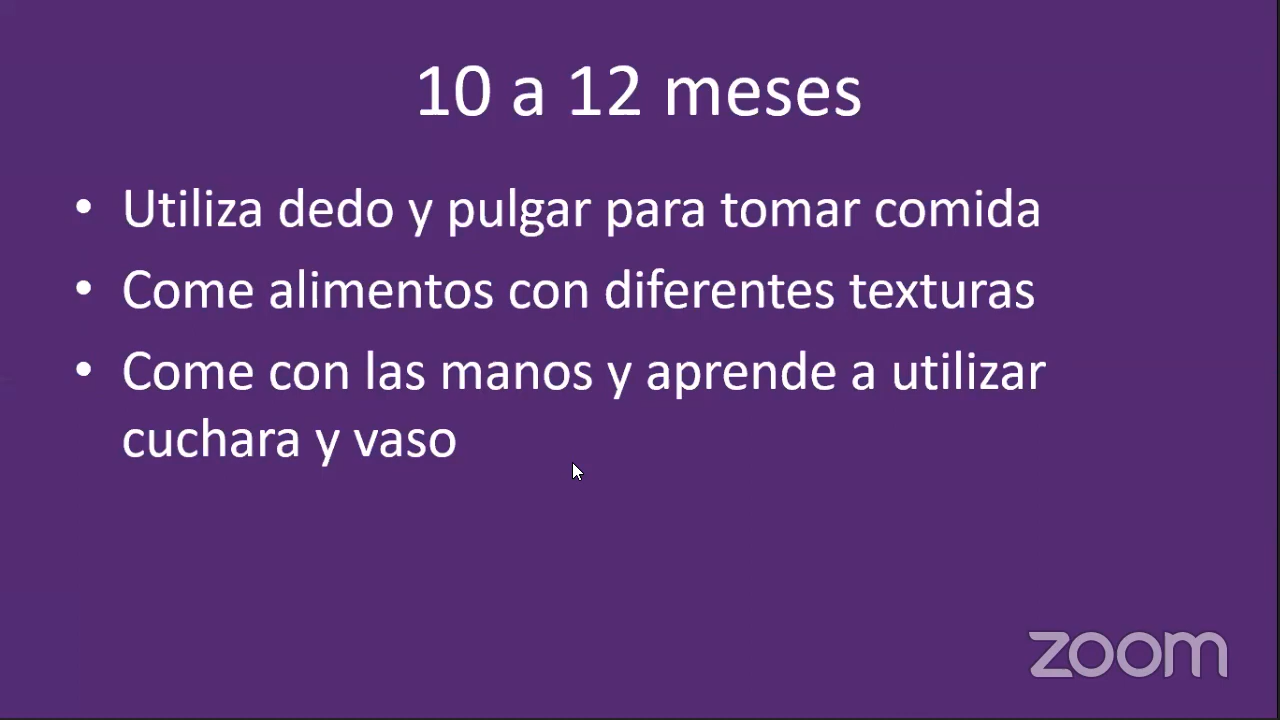 10 a 12 meses
• Utiliza dedo y pulgar para tomar comida
• Come alimentos con diferentes texturas
• Come con las manos y aprende a utilizar
cuchara y vaso
zoom